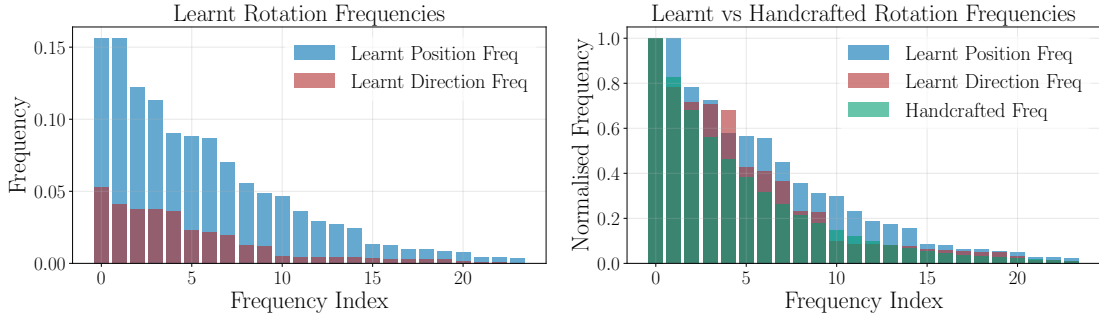 Learnt Rotation Frequencies
0.15
0.10
0.05
0.00
Frequency
Learnt Position Freq
Learnt Direction Freq
0 5 10 15 20
Frequency Index
Learnt vs Handcrafted Rotation Frequencies
1.0
0.8
0.6
0.4
0.2
0.0
Normalised Frequency
Learnt Position Freq
Learnt Direction Freq
Handcrafted Freq
0 5 10 15 20
Frequency Index